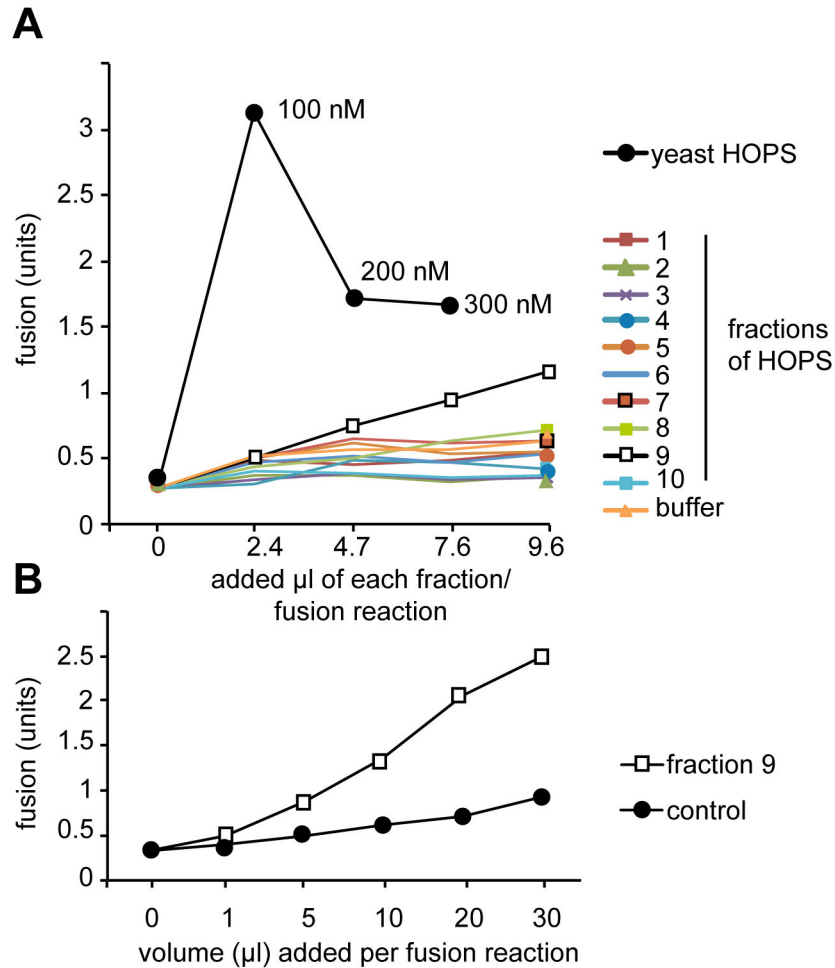 A
3
2.5
2
1.5
1
0.5
0
fusion (units)
100 nM
200 nM
300 nM
0 2.4 4.7 7.6 9.6
added µl of each fraction/
fusion reaction
yeast HOPS
1
2
3
4
5
6
7
8
9
10
buffer
fractions
of HOPS
B
2.5
2
1.5
1
0.5
0
fusion (units)
0 1 5 10 20 30
volume (µl) added per fusion reaction
fraction 9
control